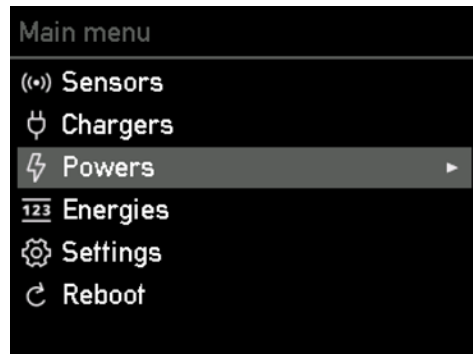 Main menu
Sensors
Chargers
Powers
123 Energies
Settings
Reboot